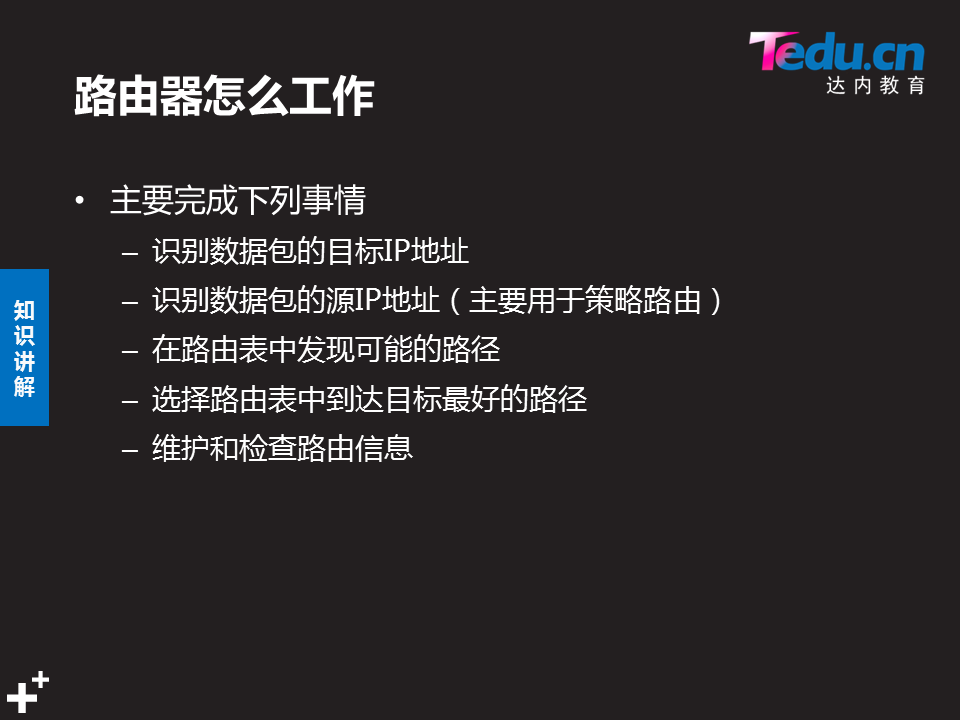 Tedu.cn
达内教育
路由器怎么工作
• 主要完成下列事情
– 识别数据包的目标IP地址
– 识别数据包的源IP地址（主要用于策略路由）
– 在路由表中发现可能的路径
– 选择路由表中到达目标最好的路径
– 维护和检查路由信息
知
识
讲
解